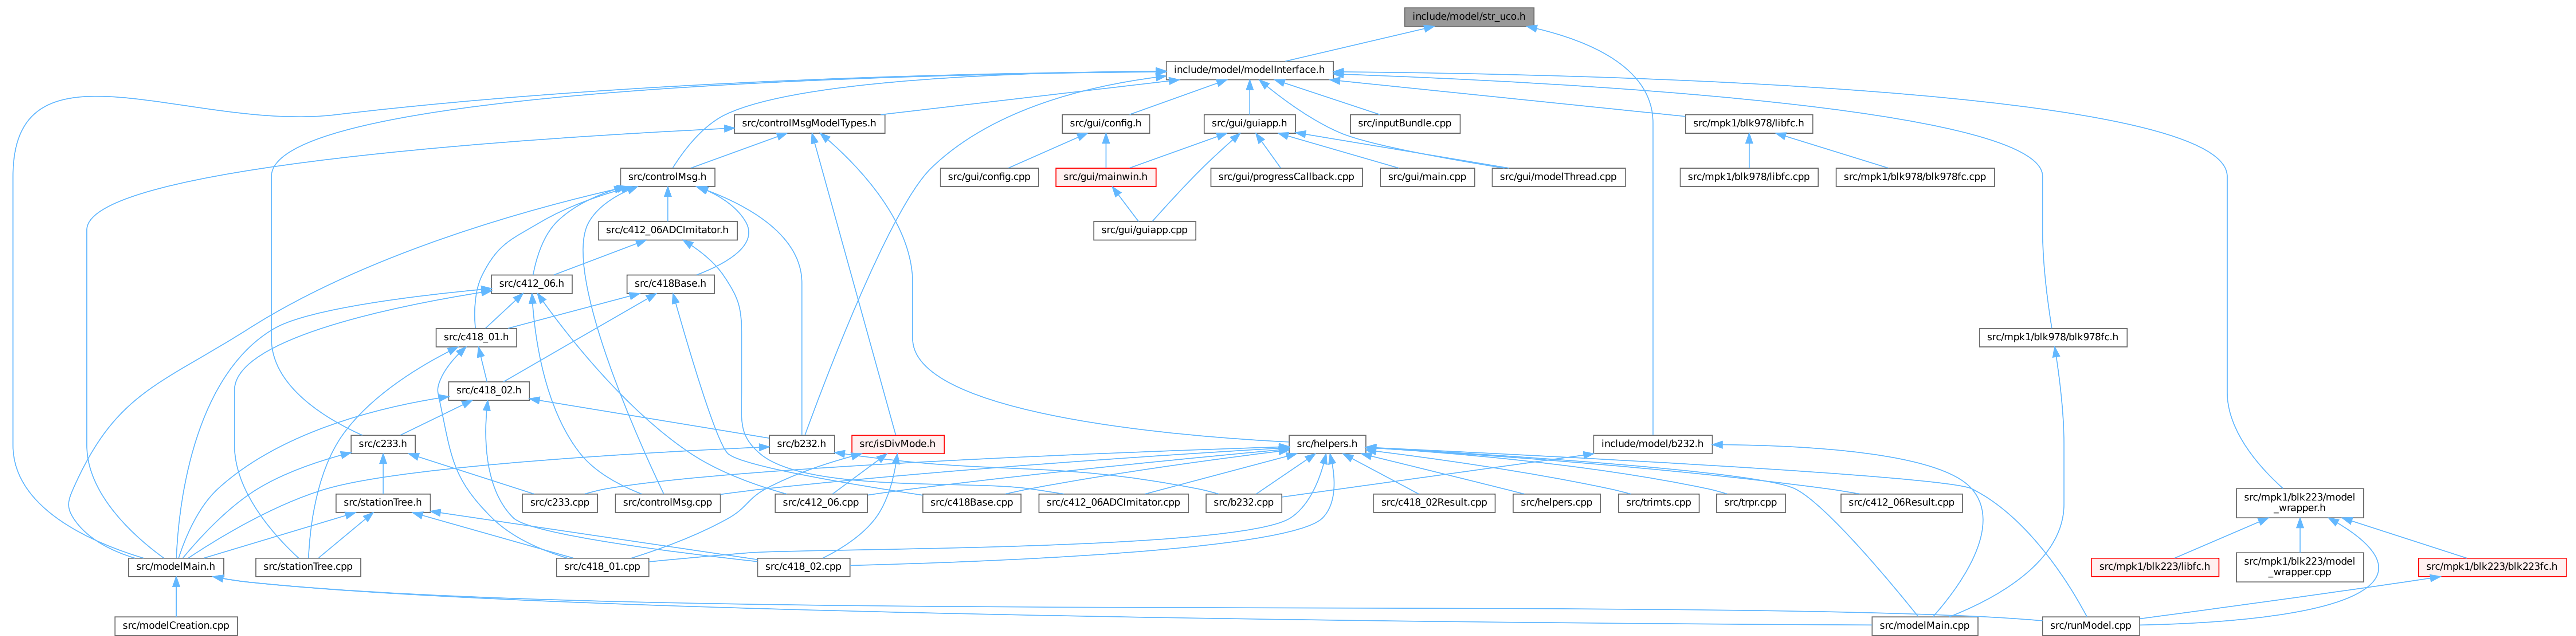 include/model/str_uco.h
include/model/modelInterface.h
src/controlMsgModelTypes.h
src/gui/config.h
src/gui/guiapp.h
src/inputBundle.cpp
src/mpk1/blk978/libfc.h
src/controlMsg.h
src/gui/config.cpp
src/gui/mainwin.h
src/gui/progressCallback.cpp
src/gui/main.cpp
src/gui/modelThread.cpp
src/mpk1/blk978/libfc.cpp
src/mpk1/blk978/blk978fc.cpp
src/c412_06ADCImitator.h
src/gui/guiapp.cpp
src/c412_06.h
src/c418Base.h
src/c418_01.h
src/mpk1/blk978/blk978fc.h
src/c418_02.h
src/c233.h
src/b232.h
src/isDivMode.h
src/helpers.h
include/model/b232.h
src/stationTree.h
src/c233.cpp
src/controlMsg.cpp
src/c412_06.cpp
src/c418Base.cpp
src/c412_06ADCImitator.cpp
src/b232.cpp
src/c418_02Result.cpp
src/helpers.cpp
src/trimts.cpp
src/trpr.cpp
src/c412_06Result.cpp
src/mpk1/blk223/model
_wrapper.h
src/modelMain.h
src/stationTree.cpp
src/c418_01.cpp
src/c418_02.cpp
src/mpk1/blk223/libfc.h
src/mpk1/blk223/model
_wrapper.cpp
src/mpk1/blk223/blk223fc.h
src/modelCreation.cpp
src/modelMain.cpp
src/runModel.cpp